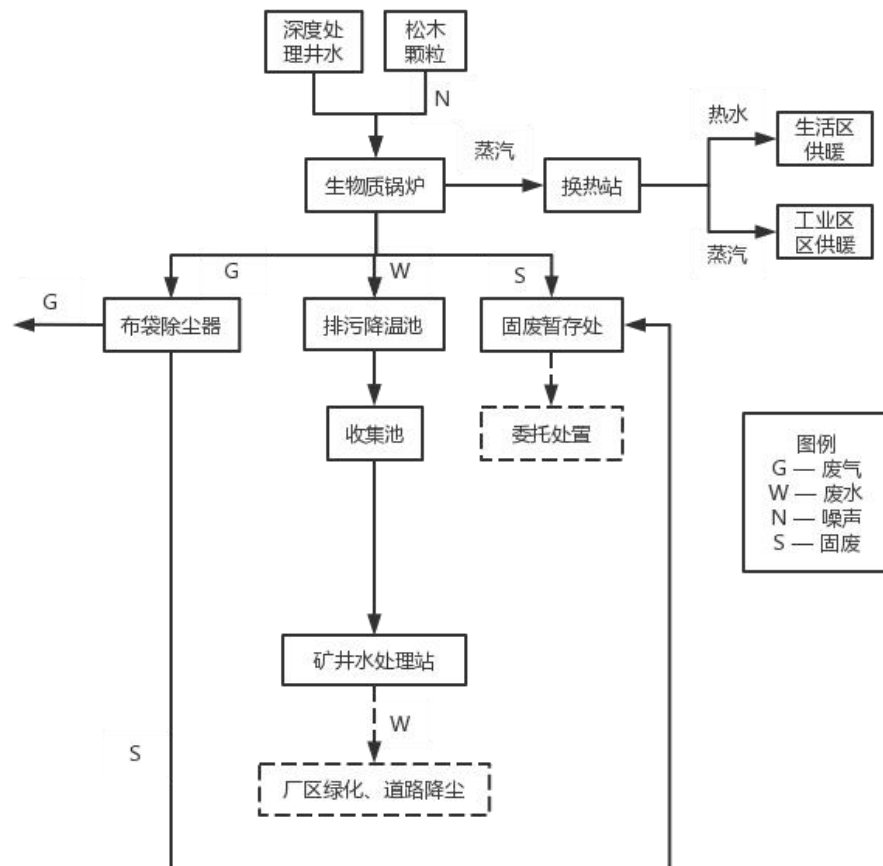 深度处
理井水
松木
颗粒
N
热水
生活区
供暖
蒸汽
生物质锅炉
换热站
工业区
区供暖
蒸汽
G
W
S
G
布袋除尘器
排污降温池
固废暂存处
收集池
委托处置
图例
G — 废气
W — 废水
N — 噪声
S — 固废
矿井水处理站
W
S
厂区绿化、道路降尘